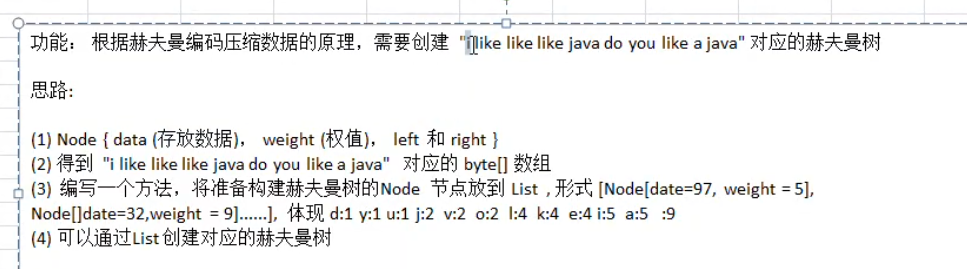 功能： 根据赫夫曼编码压缩数据的原理，需要创建 "i like like like java do you like a java" 对应的赫夫曼树
思路：
(1) Node { data (存放数据)， weight (权值)， left 和 right }
(2) 得到 "i like like like java do you like a java" 对应的 byte[] 数组
(3) 编写一个方法，将准备构建赫夫曼树的Node 节点放到 List , 形式 [Node[date=97, weight = 5],
Node[]date=32,weight = 9]......], 体现 d:1 y:1 u:1 j:2 v:2 o:2 l:4 k:4 e:4 i:5 a:5 :9
(4) 可以通过List 创建对应的赫夫曼树